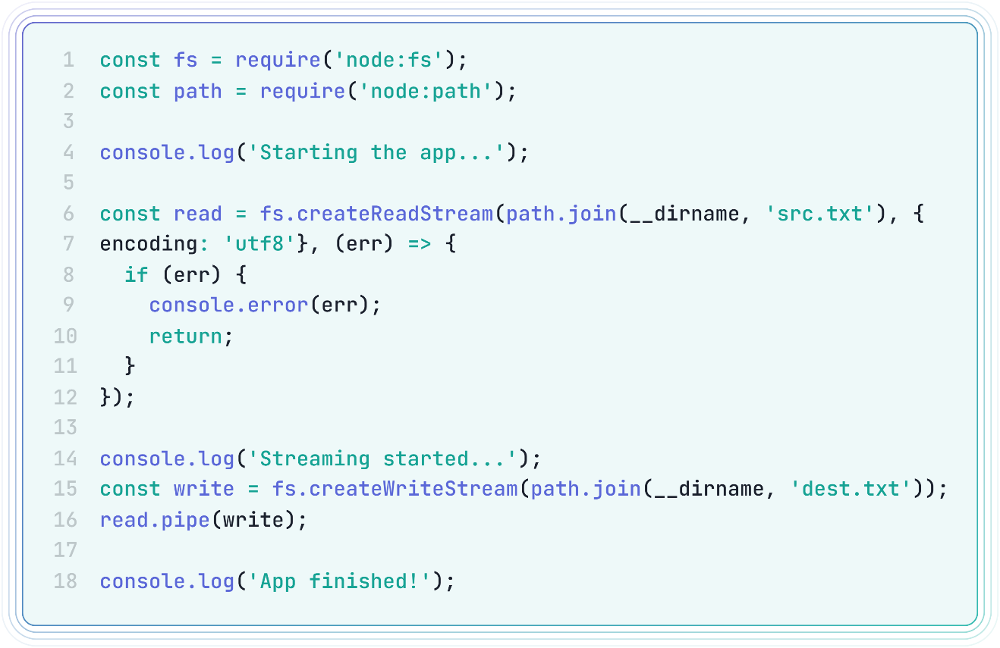 1 const fs = require('node:fs');
2 const path = require('node:path');
3
4 console.log('Starting the app...');
5
6 const read = fs.createReadStream(path.join(__dirname, 'src.txt'), {
7 encoding: 'utf8'}, (err) => {
8   if (err) {
9     console.error(err);
10     return;
11   }
12 });
13
14 console.log('Streaming started...');
15 const write = fs.createWriteStream(path.join(__dirname, 'dest.txt'));
16 read.pipe(write);
17
18 console.log('App finished!');